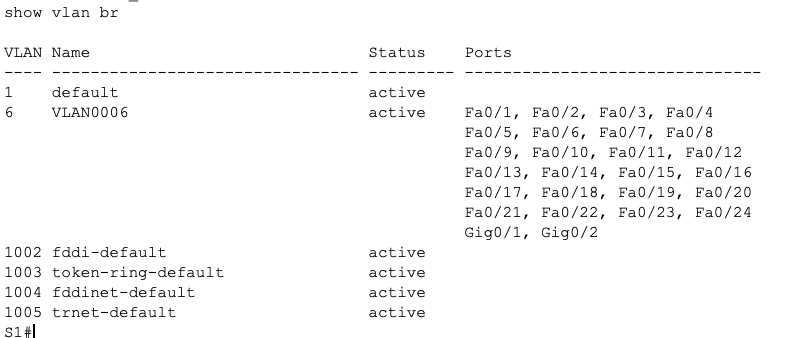 show vlan br
VLAN Name                             Status    Ports
---- -------------------------------- --------- -------------------------------
1    default                          active
6    VLAN0006                         active    Fa0/1, Fa0/2, Fa0/3, Fa0/4
                                                Fa0/5, Fa0/6, Fa0/7, Fa0/8
                                                Fa0/9, Fa0/10, Fa0/11, Fa0/12
                                                Fa0/13, Fa0/14, Fa0/15, Fa0/16
                                                Fa0/17, Fa0/18, Fa0/19, Fa0/20
                                                Fa0/21, Fa0/22, Fa0/23, Fa0/24
                                                Gig0/1, Gig0/2
1002 fddi-default                     active
1003 token-ring-default               active
1004 fddinet-default                  active
1005 trnet-default                    active
S1#